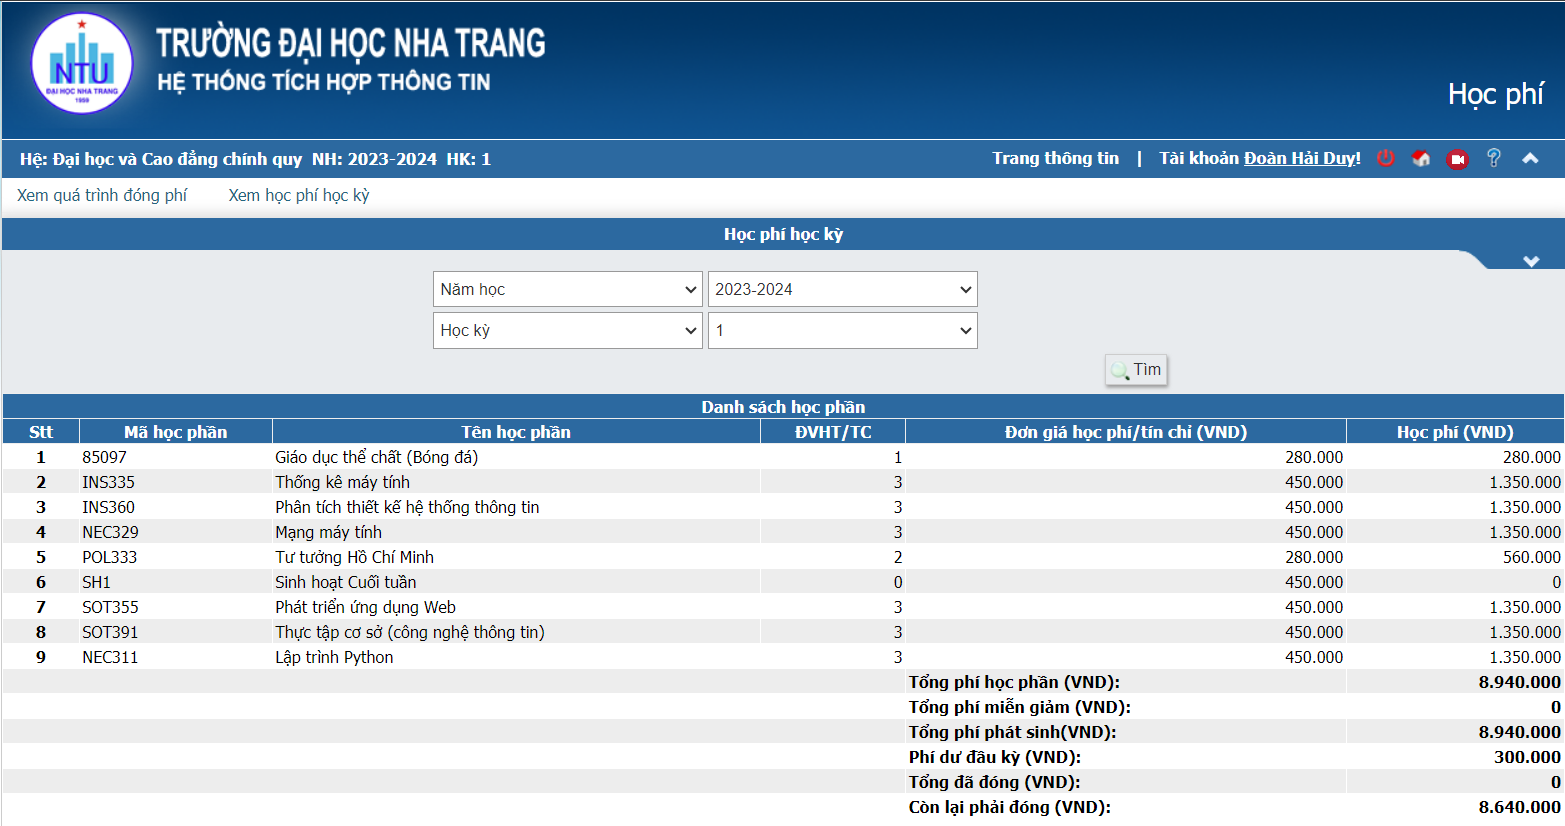 TRƯỜNG ĐẠI HỌC NHA TRANG
HỆ THỐNG TÍCH HỢP THÔNG TIN
NTU
ĐẠI HỌC NHA TRANG
1959
Học phí
Hệ: Đại học và Cao đẳng chính quy NH: 2023-2024 HK: 1
Trang thông tin | Tài khoản Đoàn Hải Duy!
Xem quá trình đóng phí Xem học phí học kỳ
Học phí học kỳ
Năm học 2023-2024
Học kỳ 1
Tìm
Danh sách học phần
Stt Mã học phần Tên học phần ĐVHT/TC Đơn giá học phí/tín chỉ (VND) Học phí (VND)
1 85097 Giáo dục thể chất (Bóng đá) 1 280.000 280.000
2 INS335 Thống kê máy tính 3 450.000 1.350.000
3 INS360 Phân tích thiết kế hệ thống thông tin 3 450.000 1.350.000
4 NEC329 Mạng máy tính 3 450.000 1.350.000
5 POL333 Tư tưởng Hồ Chí Minh 2 280.000 560.000
6 SH1 Sinh hoạt Cuối tuần 0 450.000 0
7 SOT355 Phát triển ứng dụng Web 3 450.000 1.350.000
8 SOT391 Thực tập cơ sở (công nghệ thông tin) 3 450.000 1.350.000
9 NEC311 Lập trình Python 3 450.000 1.350.000
Tổng phí học phần (VND): 8.940.000
Tổng phí miễn giảm (VND): 0
Tổng phí phát sinh(VND): 8.940.000
Phí dư đầu kỳ (VND): 300.000
Tổng đã đóng (VND): 0
Còn lại phải đóng (VND): 8.640.000